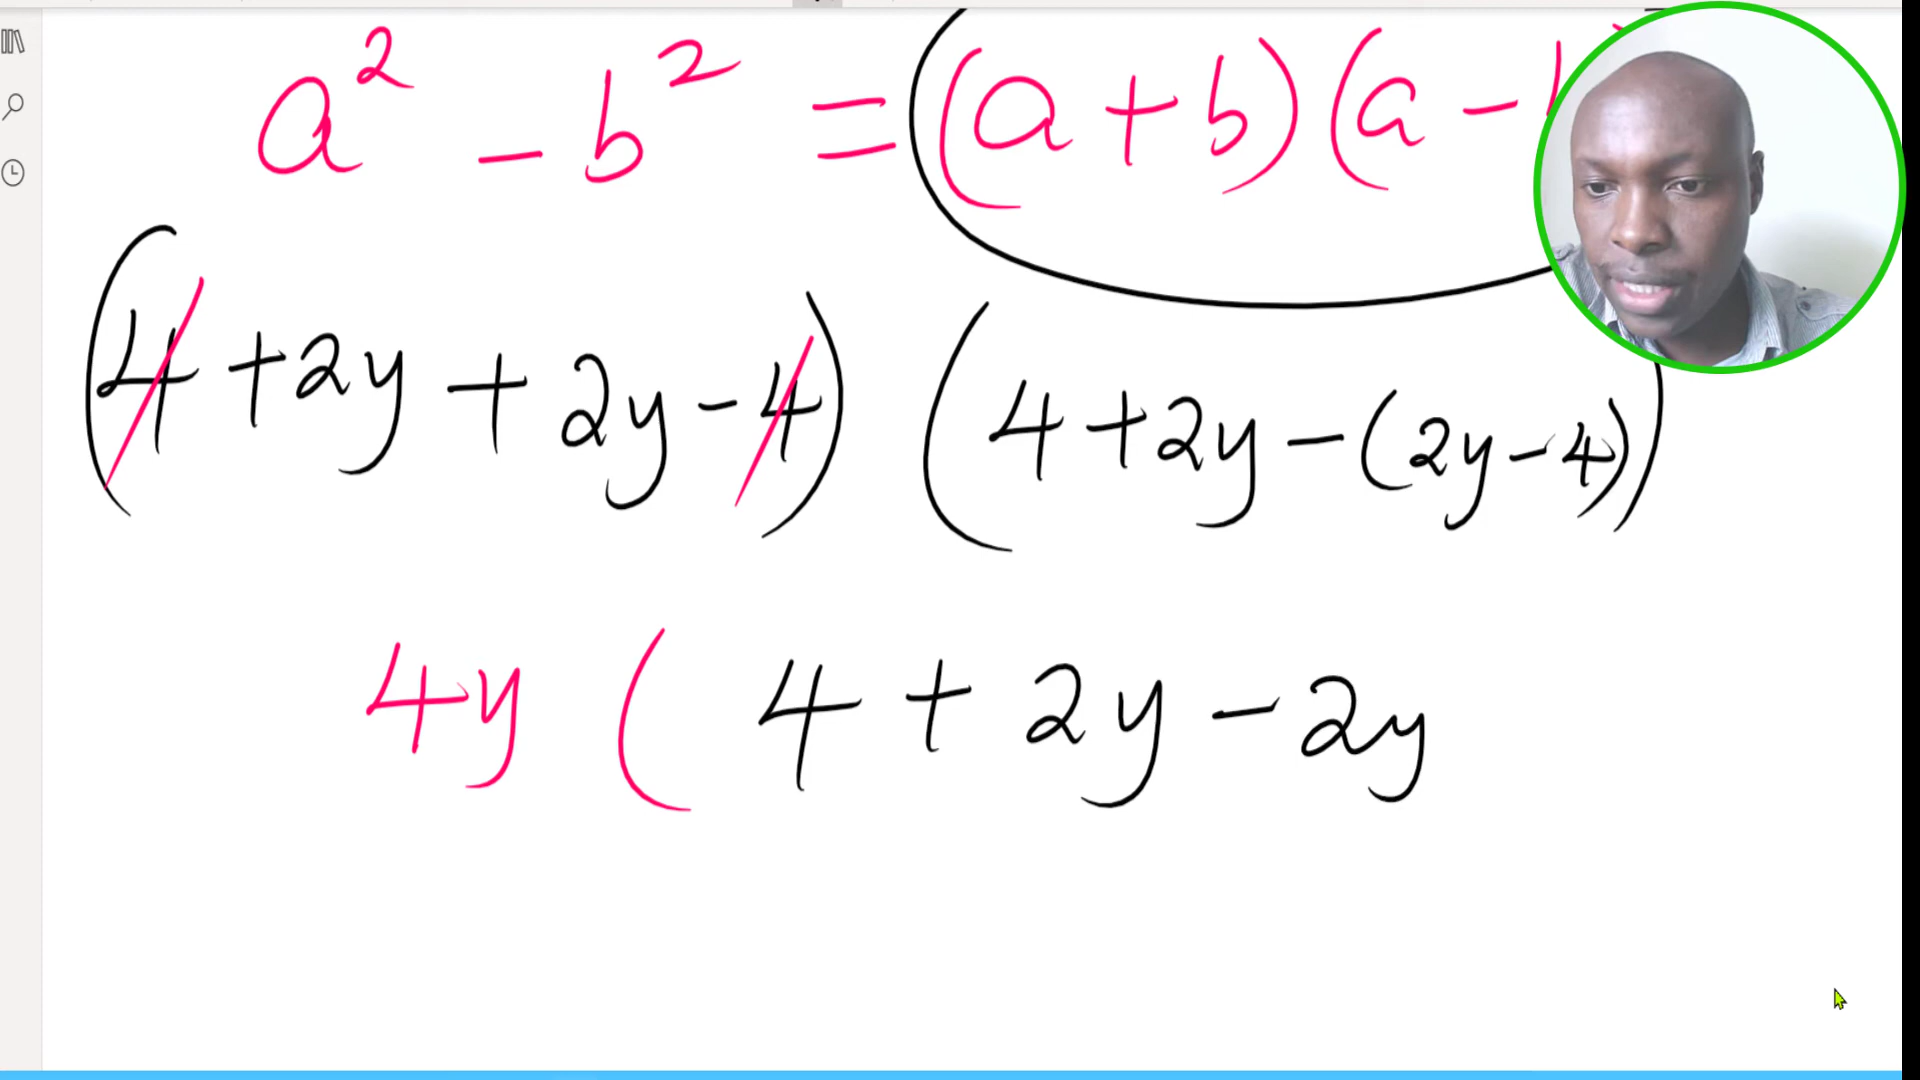 a² - b² = (a + b)(a -
(4 + 2y + 2y - 4) (4 + 2y - (2y - 4))
4y ( 4 + 2y - 2y